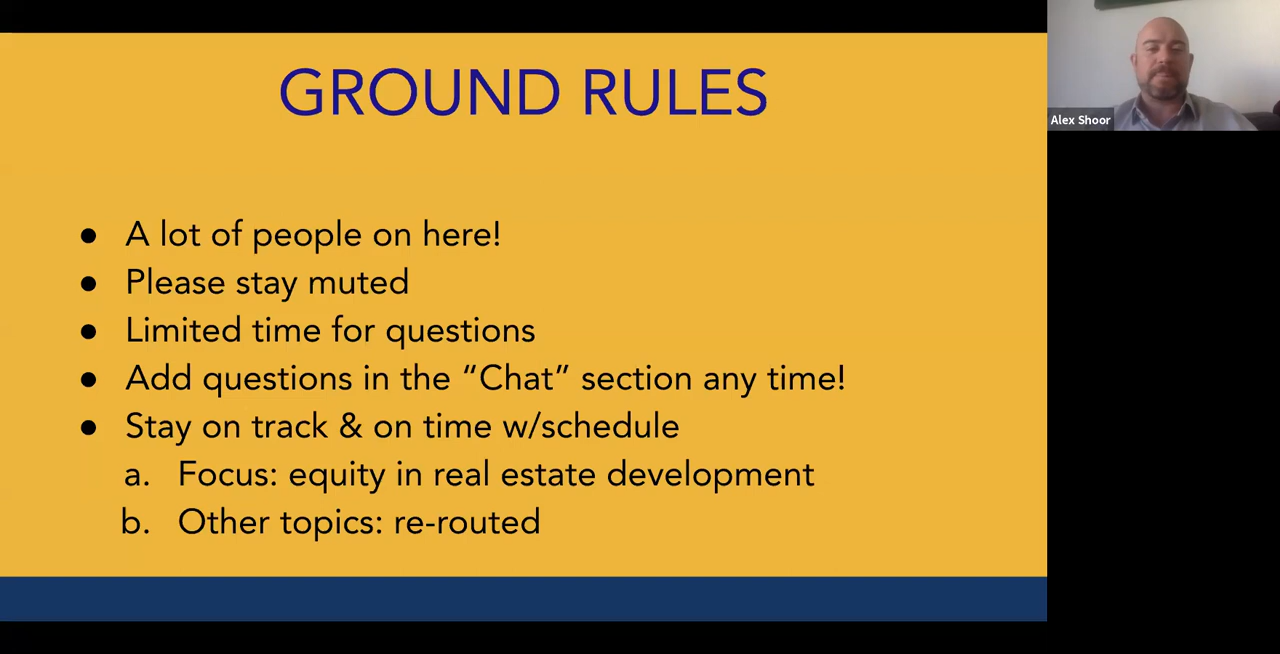 GROUND RULES
● A lot of people on here!
● Please stay muted
● Limited time for questions
● Add questions in the “Chat” section any time!
● Stay on track & on time w/schedule
a. Focus: equity in real estate development
b. Other topics: re-routed
Alex Shoor